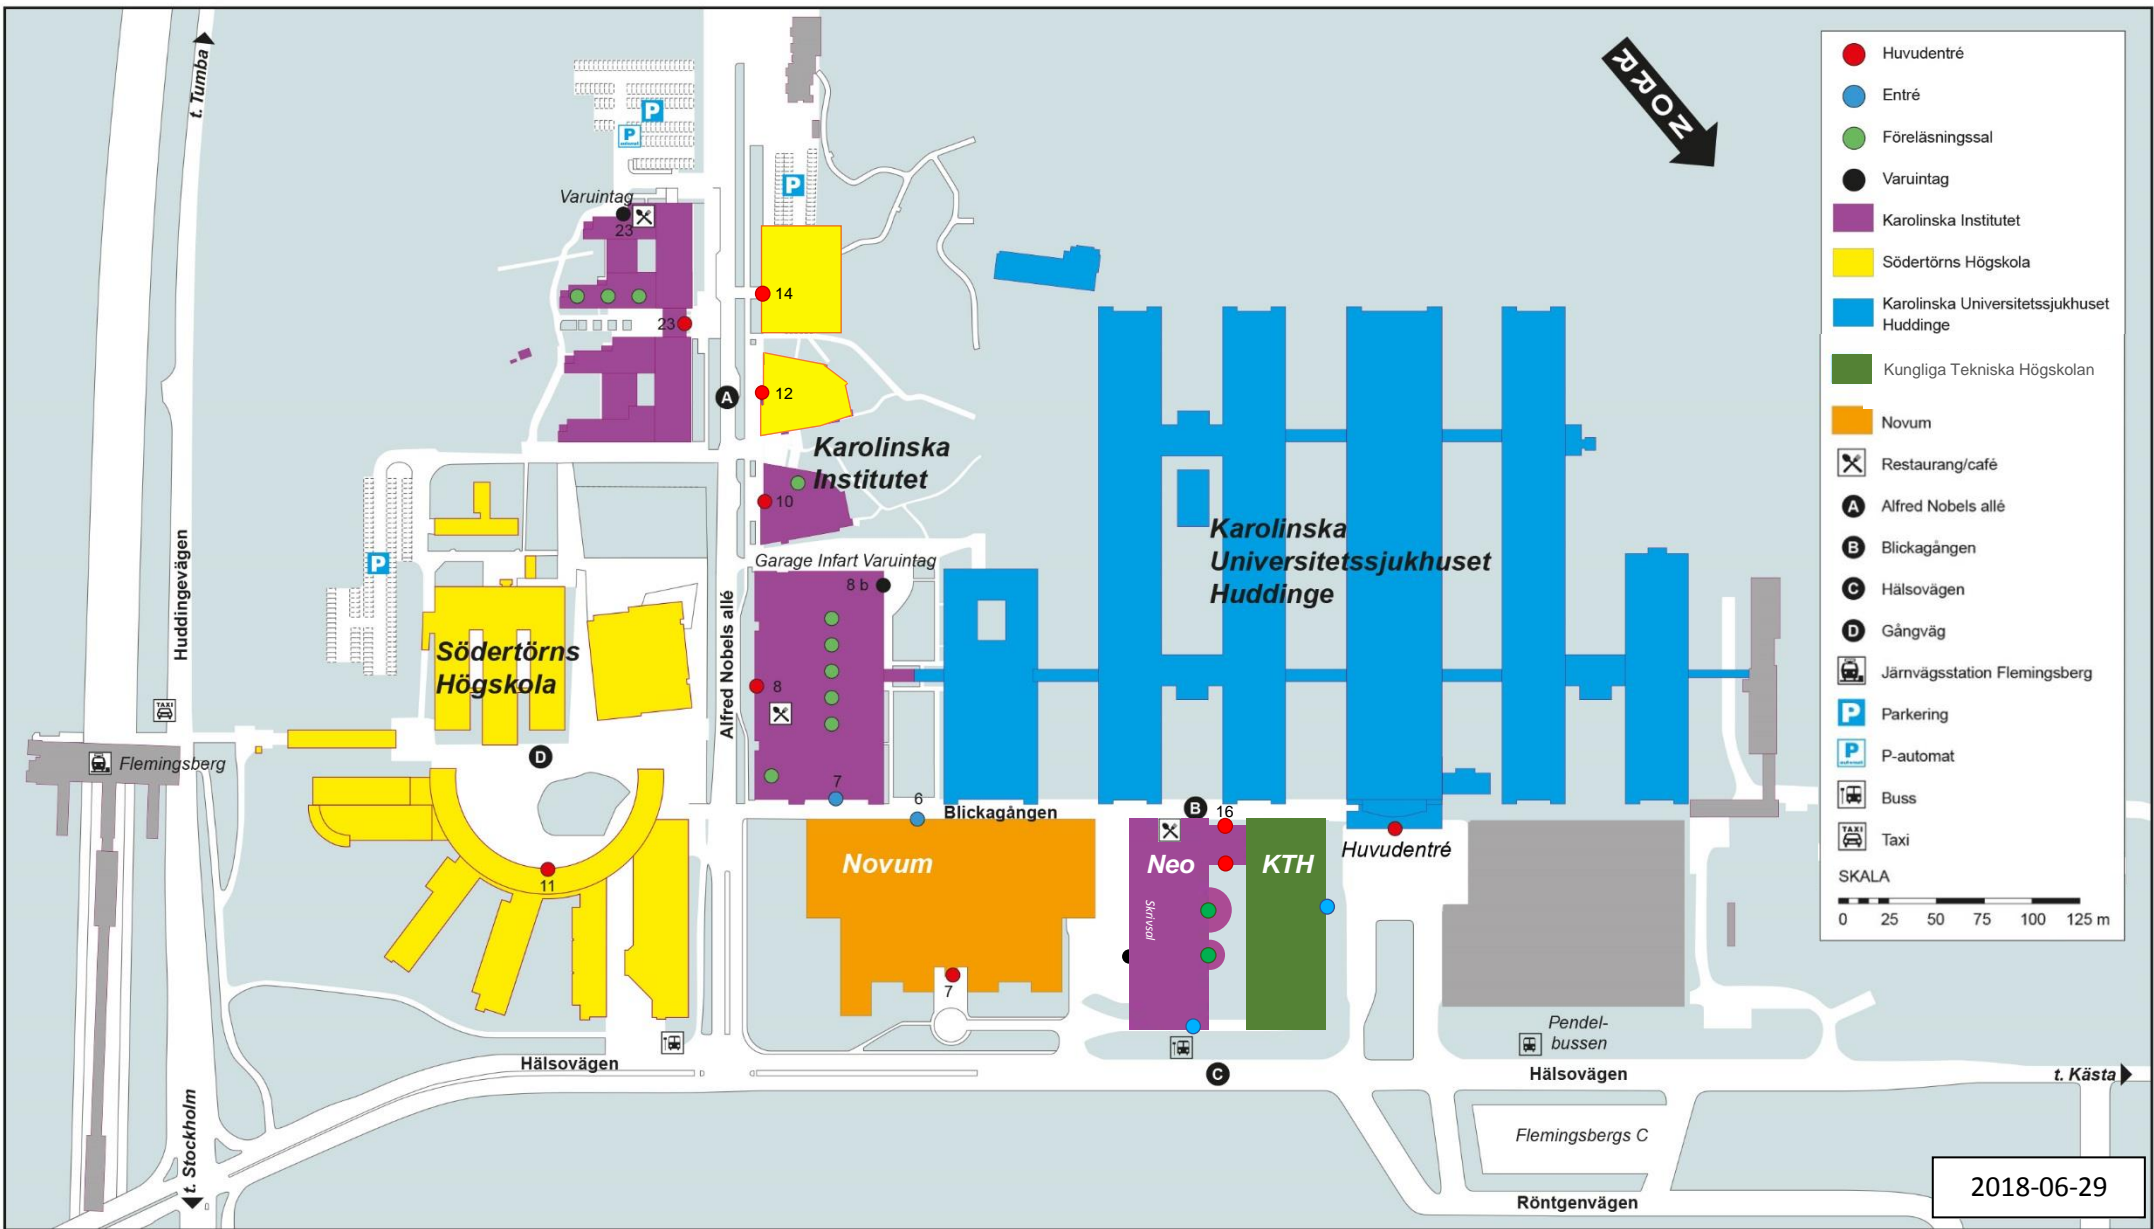 t. Tumba
NORR
Huvudentré
Entré
Föreläsningssal
Varuintag
Karolinska Institutet
Södertörns Högskola
Karolinska Universitetssjukhuset
Huddinge
Kungliga Tekniska Högskolan
Novum
Restaurang/café
A Alfred Nobels allé
B Blickagången
C Hälsovägen
D Gångväg
Järnvägsstation Flemingsberg
P Parkering
P automat P-automat
Buss
TAXI Taxi
SKALA
0 25 50 75 100 125 m
P
P
automat
P
Varuintag
23
14
23
12
A
Karolinska
Institutet
10
Garage Infart Varuintag
8 b
Karolinska
Universitetssjukhuset
Huddinge
P
Huddingevägen
Södertörns
Högskola
Alfred Nobels allé
8
TAXI
Flemingsberg
D
7
6
Blickagången
B
16
Novum
Neo
KTH
Huvudentré
Skrivsal
11
7
Pendel-
bussen
Hälsovägen
C
Hälsovägen
t. Kästa
t. Stockholm
Flemingsbergs C
Röntgenvägen
2018-06-29